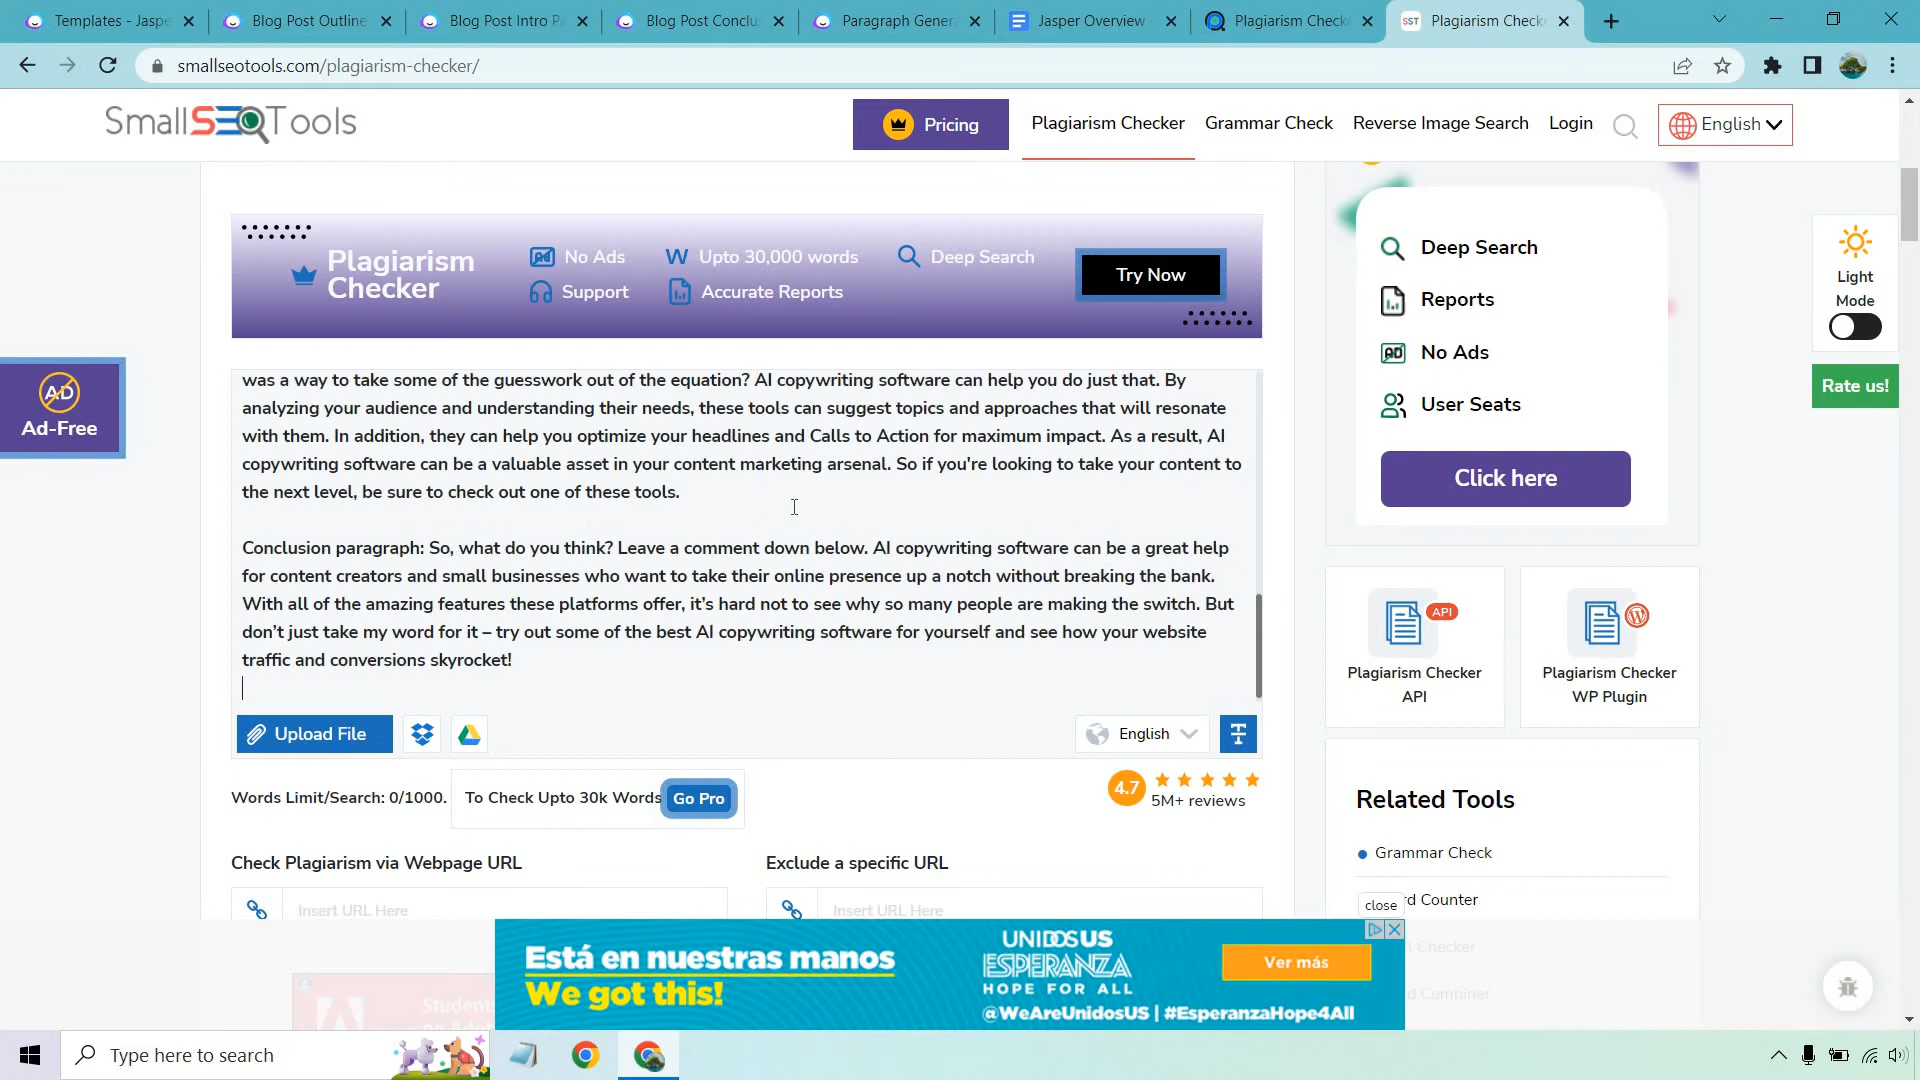 Templates - Jaspe
Blog Post Outline
Blog Post Intro Pa
Blog Post Conclu
Paragraph Genera
Jasper Overview
Plagiarism Check
SST
Plagiarism Check
smallseotools.com/plagiarism-checker/
SmallSEOTools
Pricing
Plagiarism Checker
Grammar Check
Reverse Image Search
Login
English
Plagiarism
Checker
No Ads
Upto 30,000 words
Deep Search
Support
Accurate Reports
Try Now
Deep Search
Reports
No Ads
User Seats
Click here
Light
Mode
Rate us!
AD
Ad-Free
was a way to take some of the guesswork out of the equation? AI copywriting software can help you do just that. By
analyzing your audience and understanding their needs, these tools can suggest topics and approaches that will resonate
with them. In addition, they can help you optimize your headlines and Calls to Action for maximum impact. As a result, AI
copywriting software can be a valuable asset in your content marketing arsenal. So if you're looking to take your content to
the next level, be sure to check out one of these tools.
Conclusion paragraph: So, what do you think? Leave a comment down below. AI copywriting software can be a great help
for content creators and small businesses who want to take their online presence up a notch without breaking the bank.
With all of the amazing features these platforms offer, it’s hard not to see why so many people are making the switch. But
don’t just take my word for it – try out some of the best AI copywriting software for yourself and see how your website
traffic and conversions skyrocket!
Upload File
English
API
Plagiarism Checker
API
Plagiarism Checker
WP Plugin
Words Limit/Search: 0/1000.
To Check Upto 30k Words
Go Pro
4.7
5M+ reviews
Related Tools
Grammar Check
rd Counter
Checker
d Combiner
Check Plagiarism via Webpage URL
Exclude a specific URL
Insert URL Here
Insert URL Here
close
Student
Está en nuestras manos
We got this!
UNIDOSUS
ESPERANZA
HOPE FOR ALL
@WeAreUnidosUS | #EsperanzaHope4All
Ver más
Type here to search